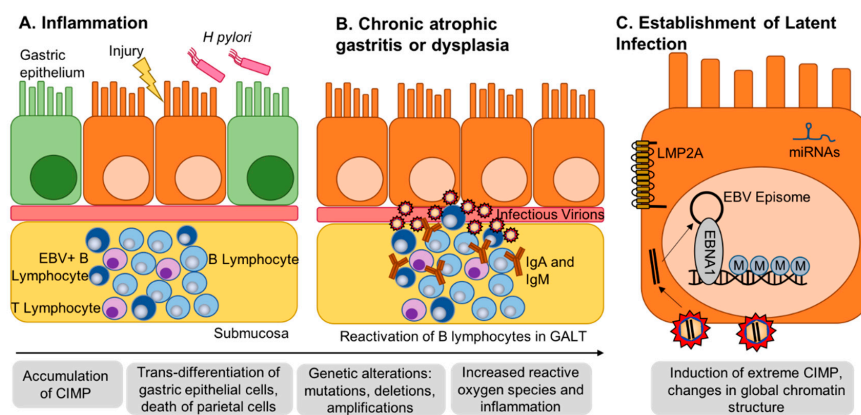 A. Inflammation
H pylori
Injury
Gastric
epithelium
EBV+ B
Lymphocyte
B Lymphocyte
T Lymphocyte
Submucosa
B. Chronic atrophic
gastritis or dysplasia
Infectious Virions
IgA and
IgM
Reactivation of B lymphocytes in GALT
C. Establishment of Latent
Infection
LMP2A
miRNAs
EBV Episome
EBNA1
M M M M
Accumulation
of CIMP
Trans-differentiation of
gastric epithelial cells,
death of parietal cells
Genetic alterations:
mutations, deletions,
amplifications
Increased reactive
oxygen species and
inflammation
Induction of extreme CIMP,
changes in global chromatin
structure